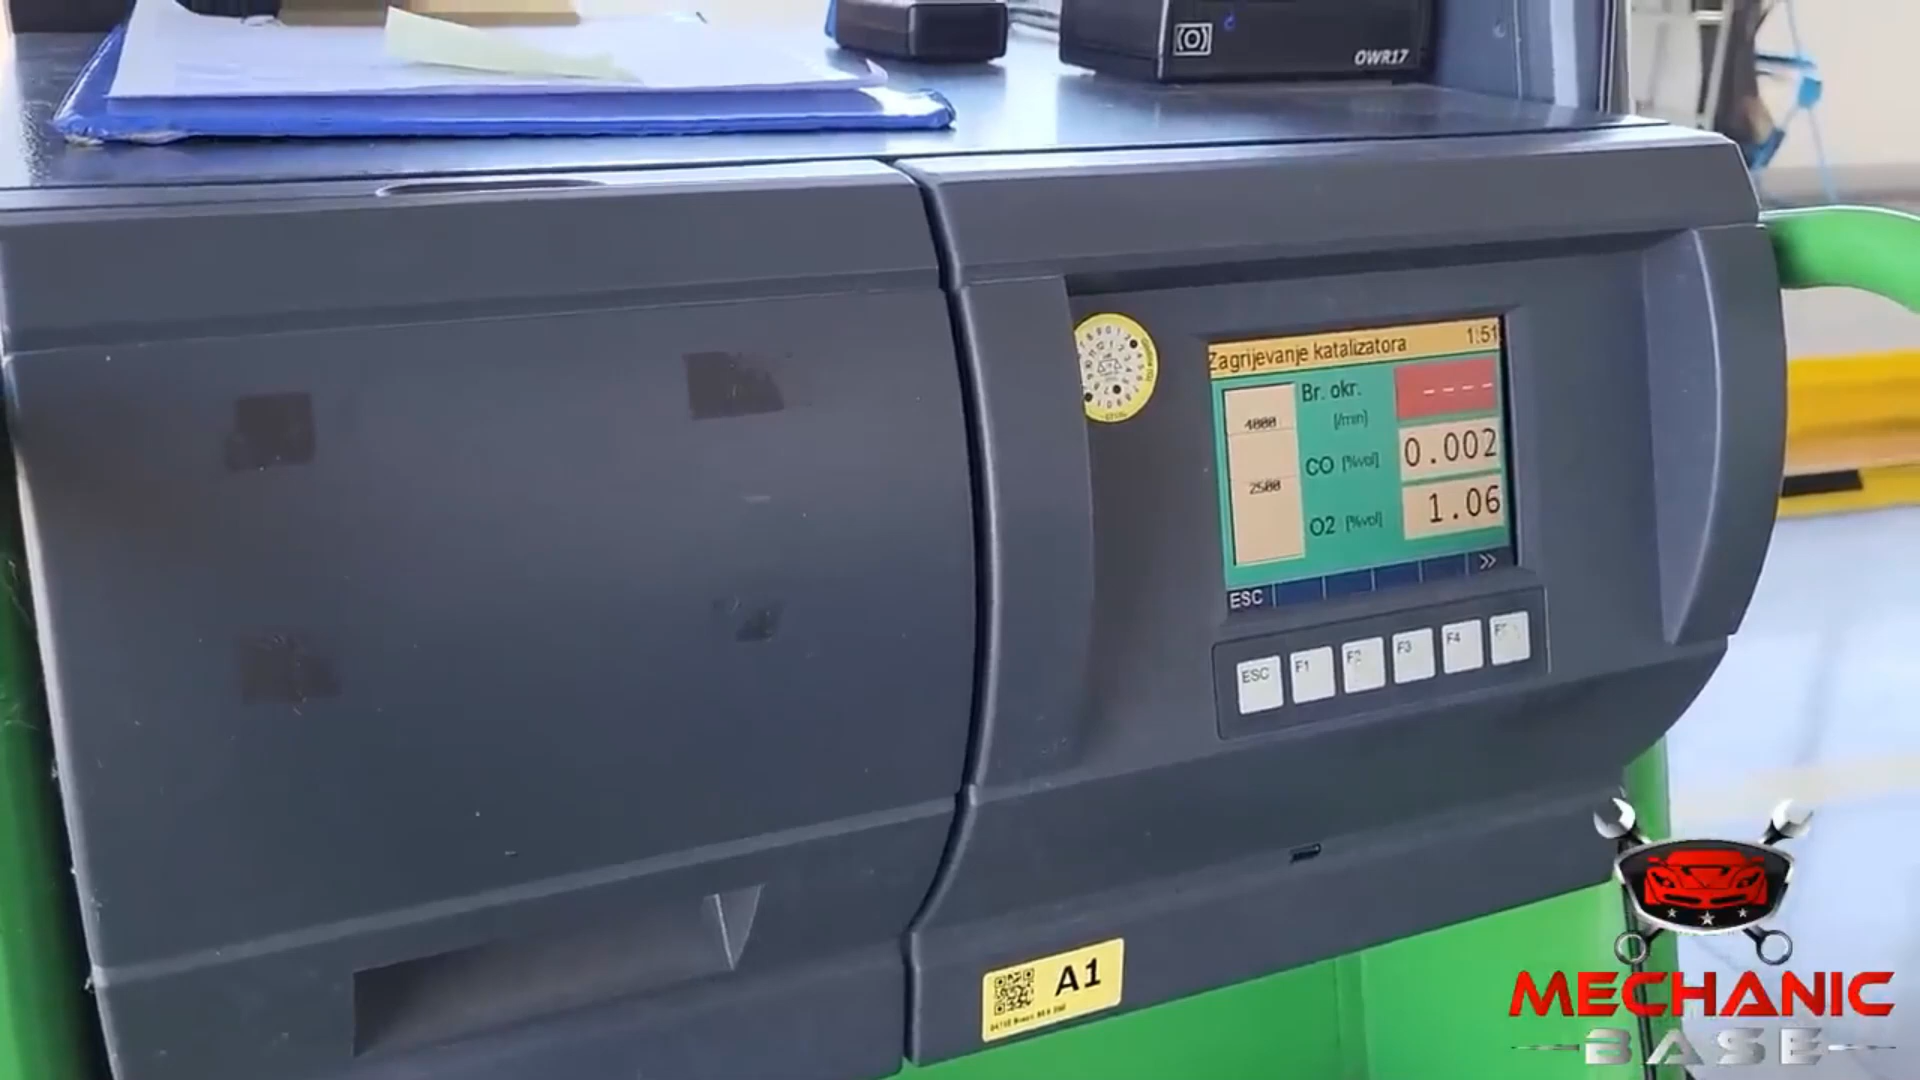 OWR17
Zagrijevanje katalizatora 1:51
Br. okr. [/min] ----
4000
2500
CO [%vol] 0.002
O2 [%vol] 1.06
ESC >>
ESC F1 F2 F3 F4
A1
MECHANIC
BASE